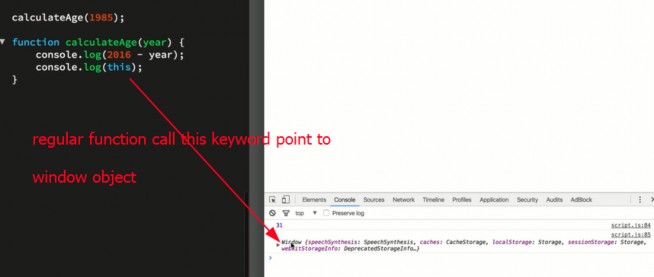 calculateAge(1985);
function calculateAge(year) {
console.log(2016 - year);
console.log(this);
}
regular function call this keyword point to
window object
Elements Console Sources Network Timeline Profiles Application Security Audits AdBlock
top Preserve log
31 script.js:84
script.js:85
Window {speechSynthesis: SpeechSynthesis, caches: CacheStorage, localStorage: Storage, sessionStorage: Storage,
webkitStorageInfo: DeprecatedStorageInfo…}